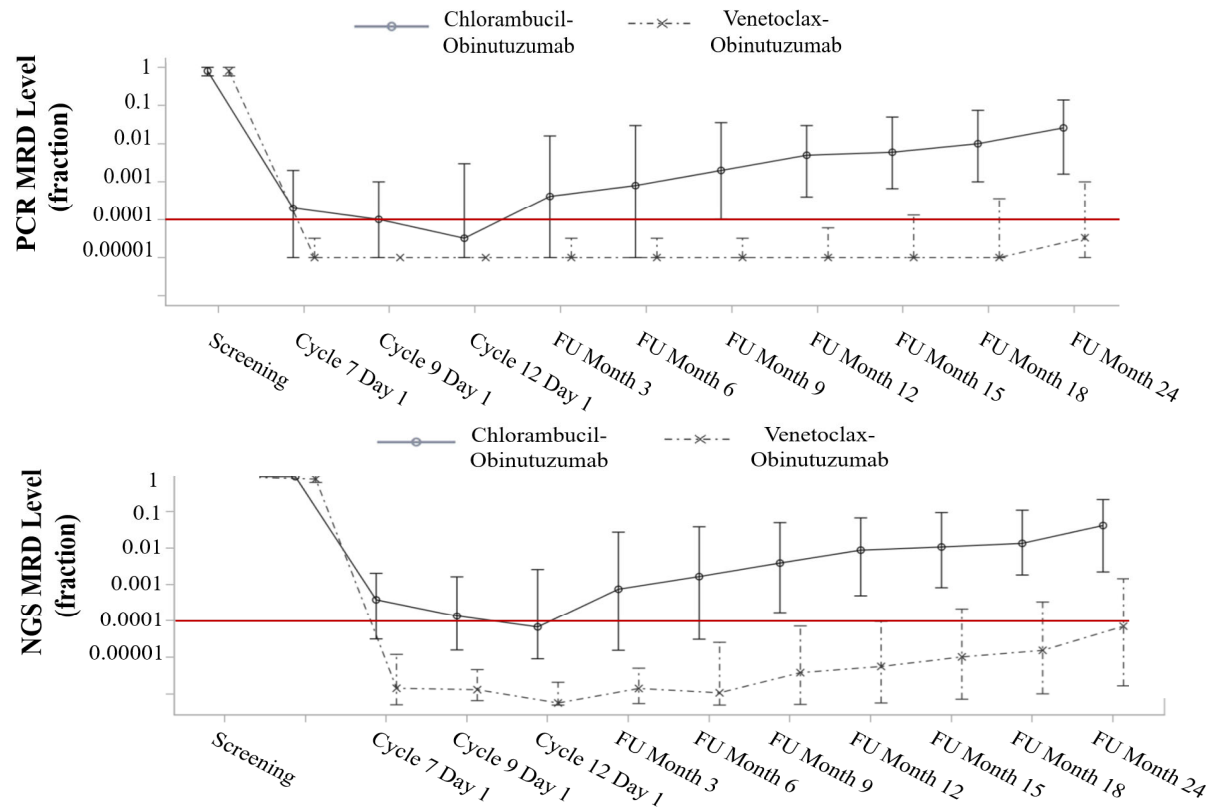 Chlorambucil-
Obinutuzumab
Venetoclax-
Obinutuzumab
PCR MRD Level
(fraction)
1
0.1
0.01
0.001
0.0001
0.00001
Screening
Cycle 7 Day 1
Cycle 9 Day 1
Cycle 12 Day 1
FU Month 3
FU Month 6
FU Month 9
FU Month 12
FU Month 15
FU Month 18
FU Month 24
Chlorambucil-
Obinutuzumab
Venetoclax-
Obinutuzumab
NGS MRD Level
(fraction)
1
0.1
0.01
0.001
0.0001
0.00001
Screening
Cycle 7 Day 1
Cycle 9 Day 1
Cycle 12 Day 1
FU Month 3
FU Month 6
FU Month 9
FU Month 12
FU Month 15
FU Month 18
FU Month 24